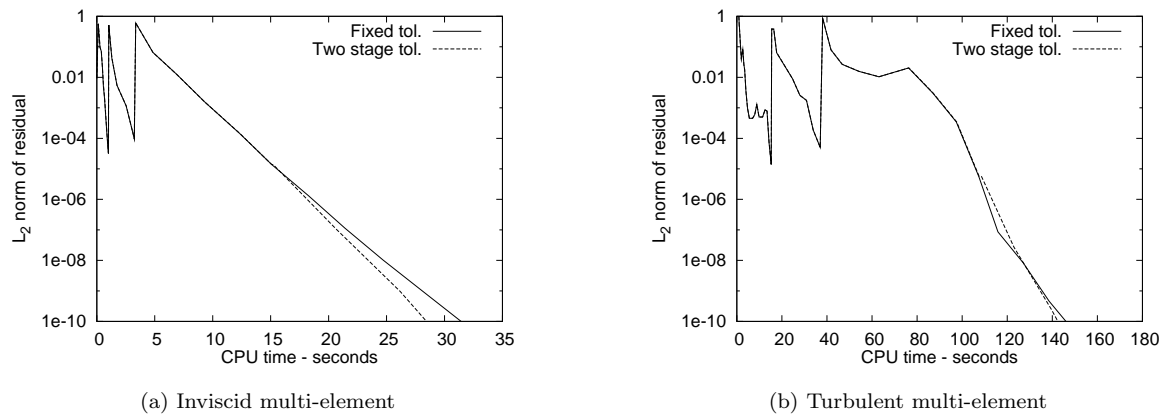 1
0.01
1e-04
1e-06
1e-08
1e-10
L2 norm of residual
Fixed tol.
Two stage tol.
0 5 10 15 20 25 30 35
CPU time - seconds
(a) Inviscid multi-element
1
0.01
1e-04
1e-06
1e-08
1e-10
L2 norm of residual
Fixed tol.
Two stage tol.
0 20 40 60 80 100 120 140 160 180
CPU time - seconds
(b) Turbulent multi-element